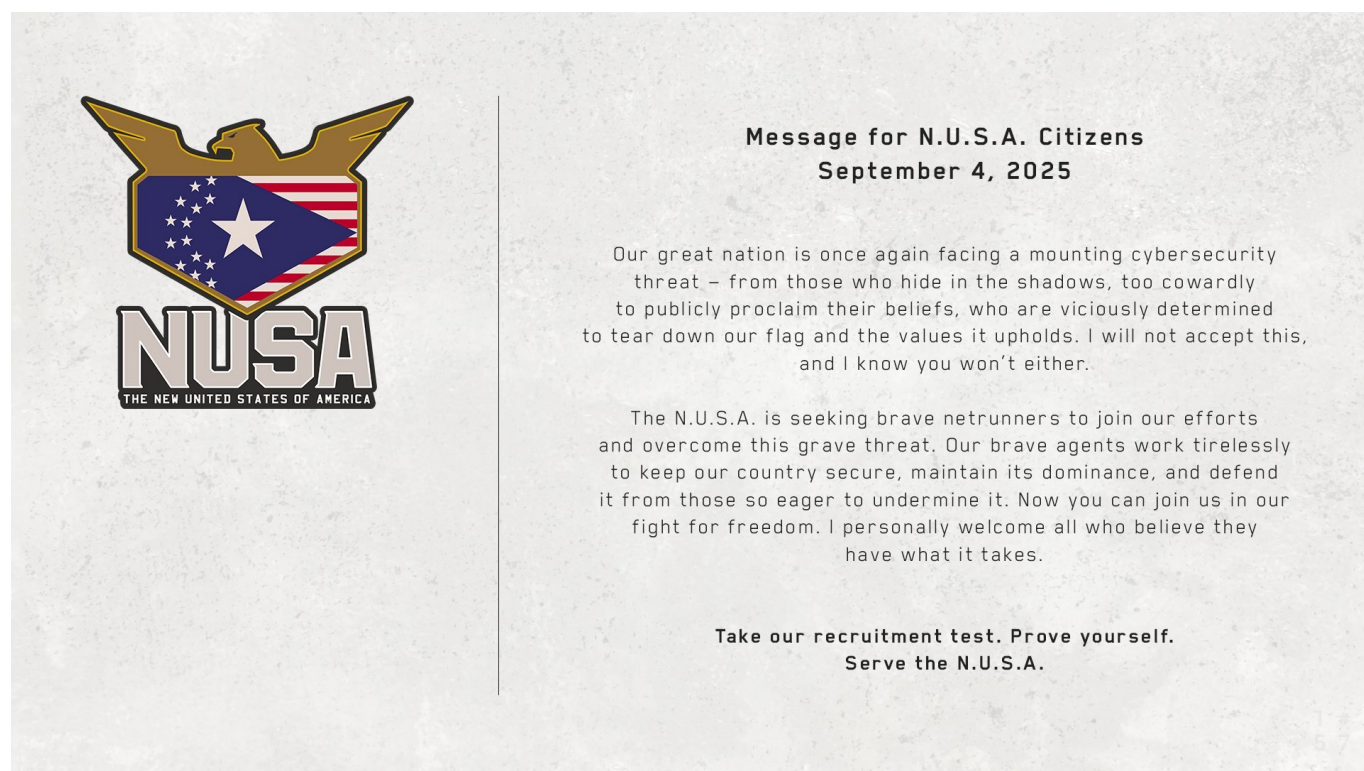 NUSA
THE NEW UNITED STATES OF AMERICA
Message for N.U.S.A. Citizens
September 4, 2025
Our great nation is once again facing a mounting cybersecurity
threat – from those who hide in the shadows, too cowardly
to publicly proclaim their beliefs, who are viciously determined
to tear down our flag and the values it upholds. I will not accept this,
and I know you won't either.
The N.U.S.A. is seeking brave netrunners to join our efforts
and overcome this grave threat. Our brave agents work tirelessly
to keep our country secure, maintain its dominance, and defend
it from those so eager to undermine it. Now you can join us in our
fight for freedom. I personally welcome all who believe they
have what it takes.
Take our recruitment test. Prove yourself.
Serve the N.U.S.A.